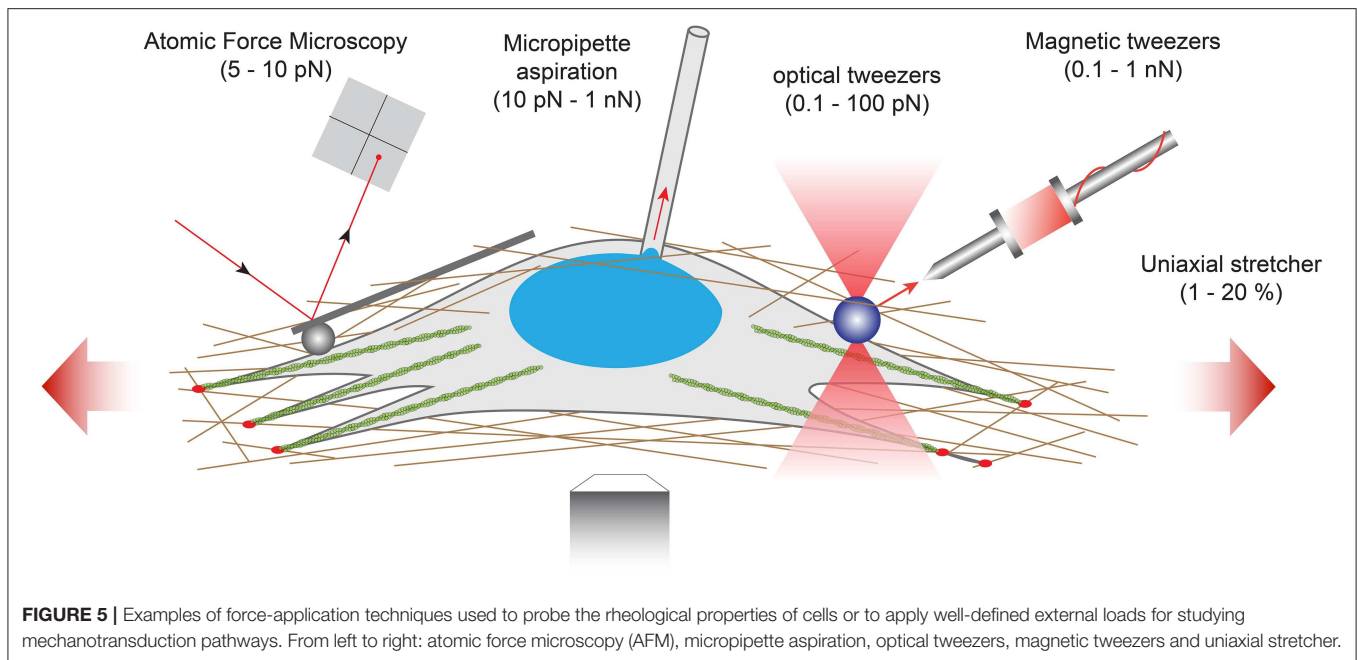 Atomic Force Microscopy
(5 - 10 pN)
Micropipette
aspiration
(10 pN - 1 nN)
optical tweezers
(0.1 - 100 pN)
Magnetic tweezers
(0.1 - 1 nN)
Uniaxial stretcher
(1 - 20 %)
FIGURE 5 | Examples of force-application techniques used to probe the rheological properties of cells or to apply well-defined external loads for studying
mechanotransduction pathways. From left to right: atomic force microscopy (AFM), micropipette aspiration, optical tweezers, magnetic tweezers and uniaxial stretcher.